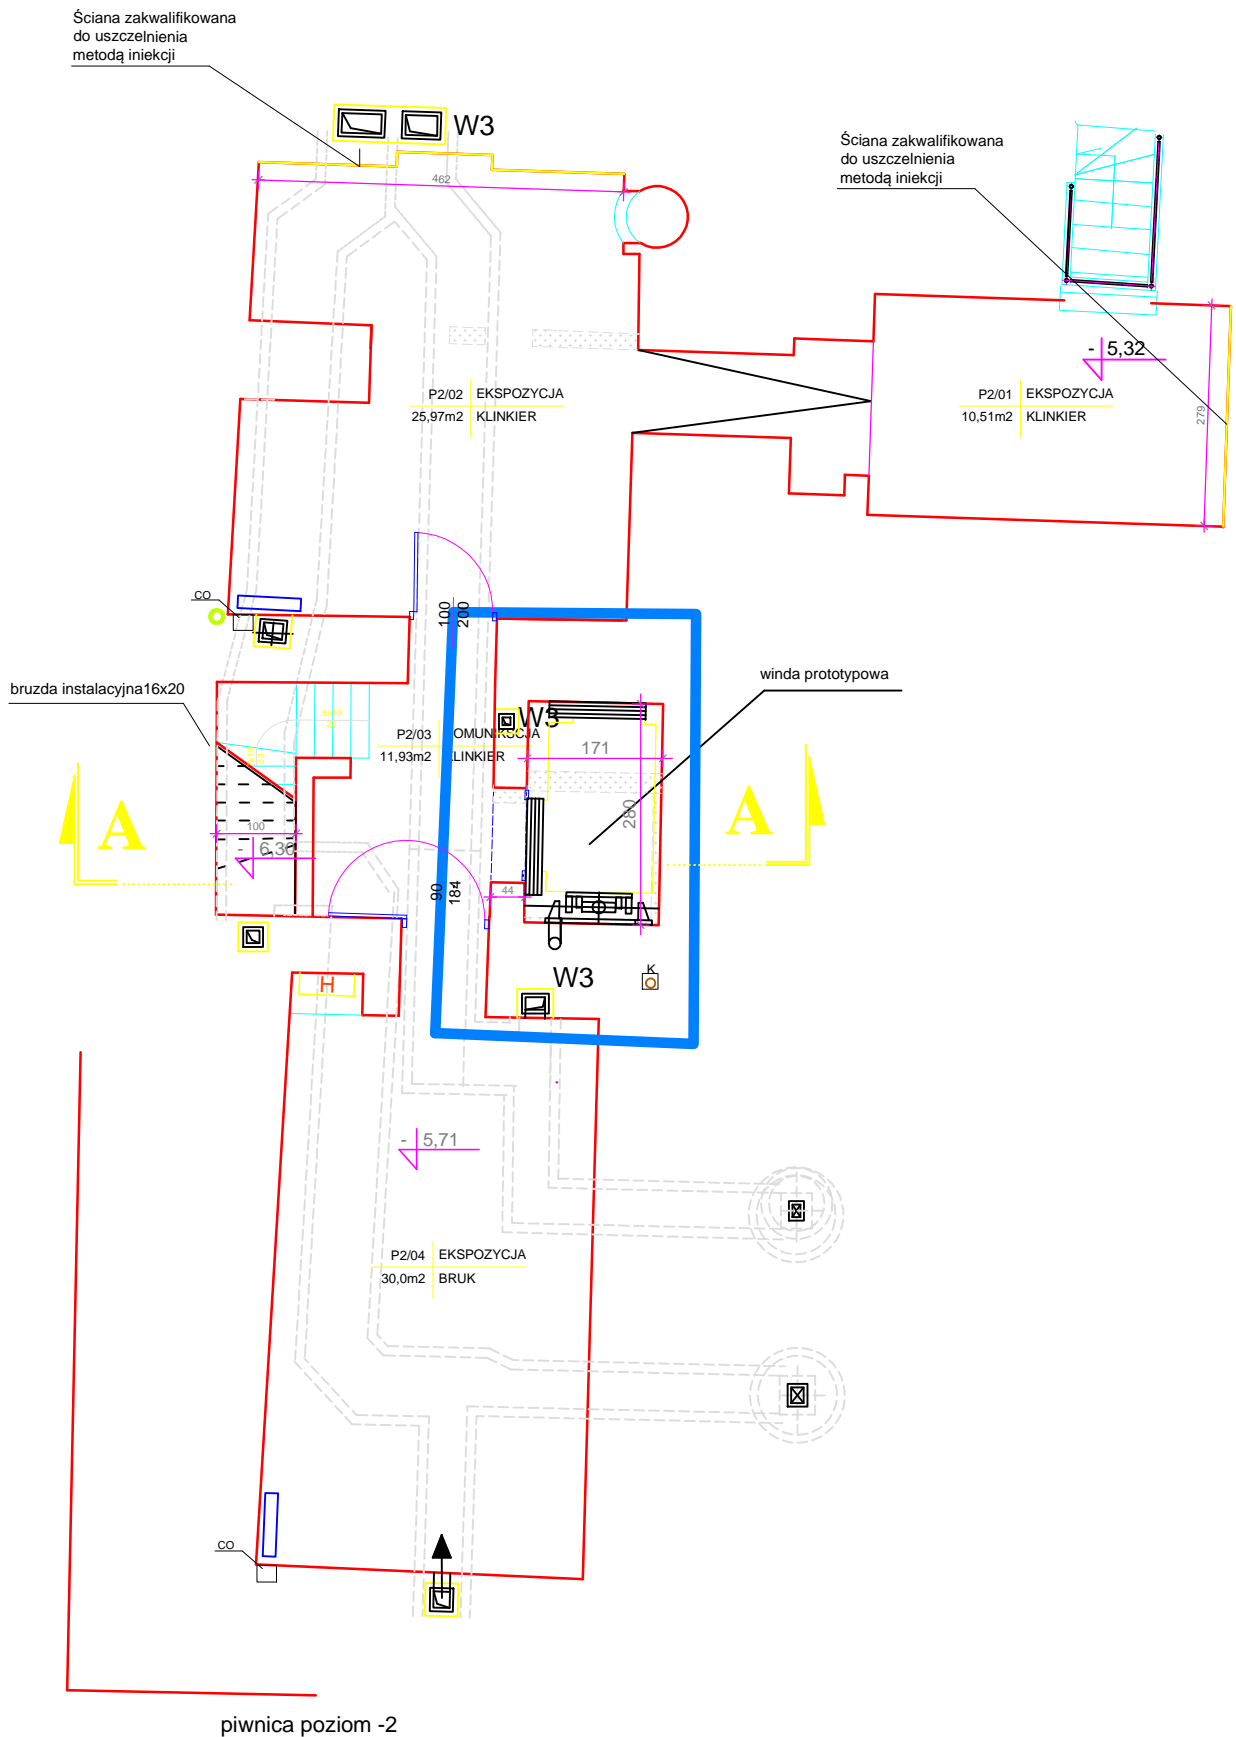 Ściana zakwalifikowana
do uszczelnienia
metodą iniekcji
W3
462
Ściana zakwalifikowana
do uszczelnienia
metodą iniekcji
- 5,32
P2/02 EKSPOZYCJA
25,97m2 KLINKIER
P2/01 EKSPOZYCJA
10,51m2 KLINKIER
279
CO
100
200
bruzda instalacyjna16x20
winda prototypowa
W3
P2/03 OMUNIKACJA
11,93m2 KLINKIER
171
280
A
A
100
- 6,30
90
184
44
W3
K
H
- 5,71
P2/04 EKSPOZYCJA
30,0m2 BRUK
CO
piwnica poziom -2